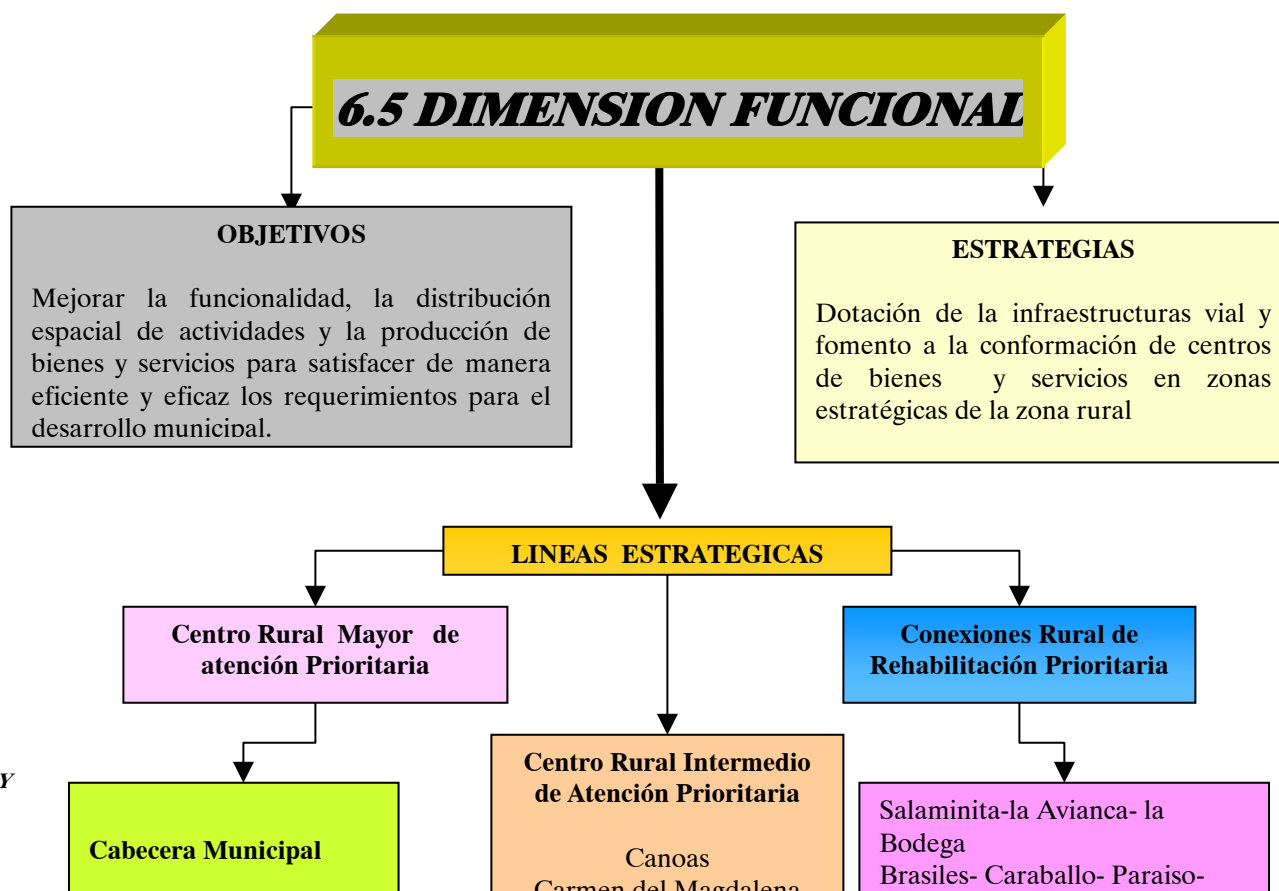 6.5 DIMENSION FUNCIONAL
OBJETIVOS
Mejorar la funcionalidad, la distribución
espacial de actividades y la producción de
bienes y servicios para satisfacer de manera
eficiente y eficaz los requerimientos para el
desarrollo municipal.
ESTRATEGIAS
Dotación de la infraestructuras vial y
fomento a la conformación de centros
de bienes y servicios en zonas
estratégicas de la zona rural
LINEAS ESTRATEGICAS
Centro Rural Mayor de
atención Prioritaria
Conexiones Rural de
Rehabilitación Prioritaria
Centro Rural Intermedio
de Atención Prioritaria
Canoas
Carmen del Magdalena
Y
Cabecera Municipal
Salaminita-la Avianca- la
Bodega
Brasiles- Caraballo- Paraiso-